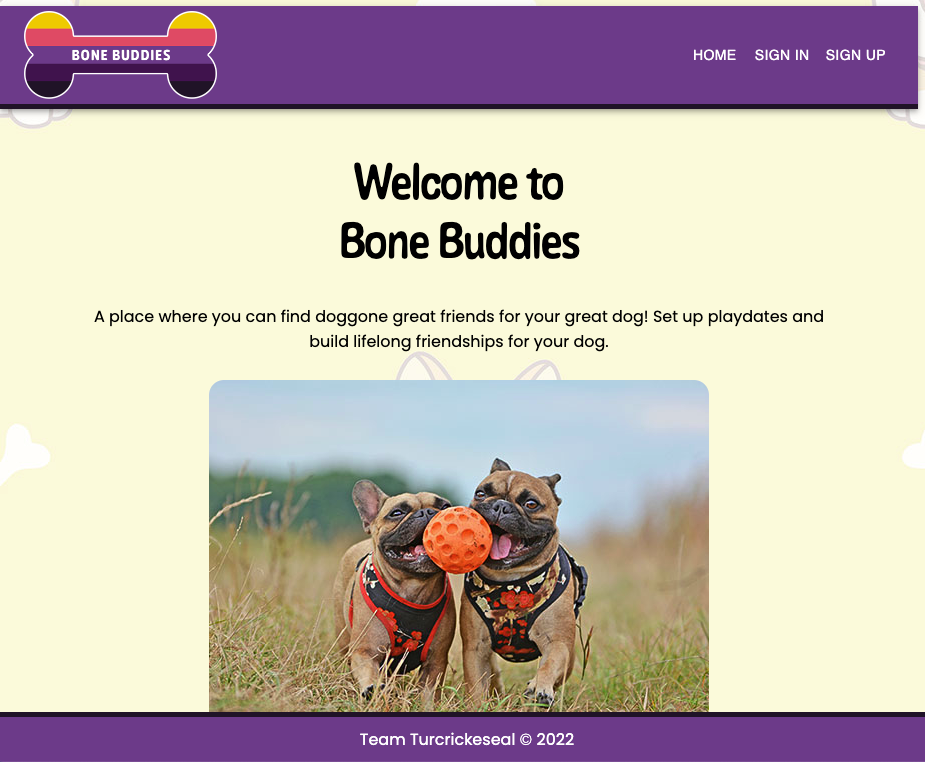 BONE BUDDIES
HOME SIGN IN SIGN UP
Welcome to
Bone Buddies
A place where you can find doggone great friends for your great dog! Set up playdates and
build lifelong friendships for your dog.
Team Turcrickeseal © 2022